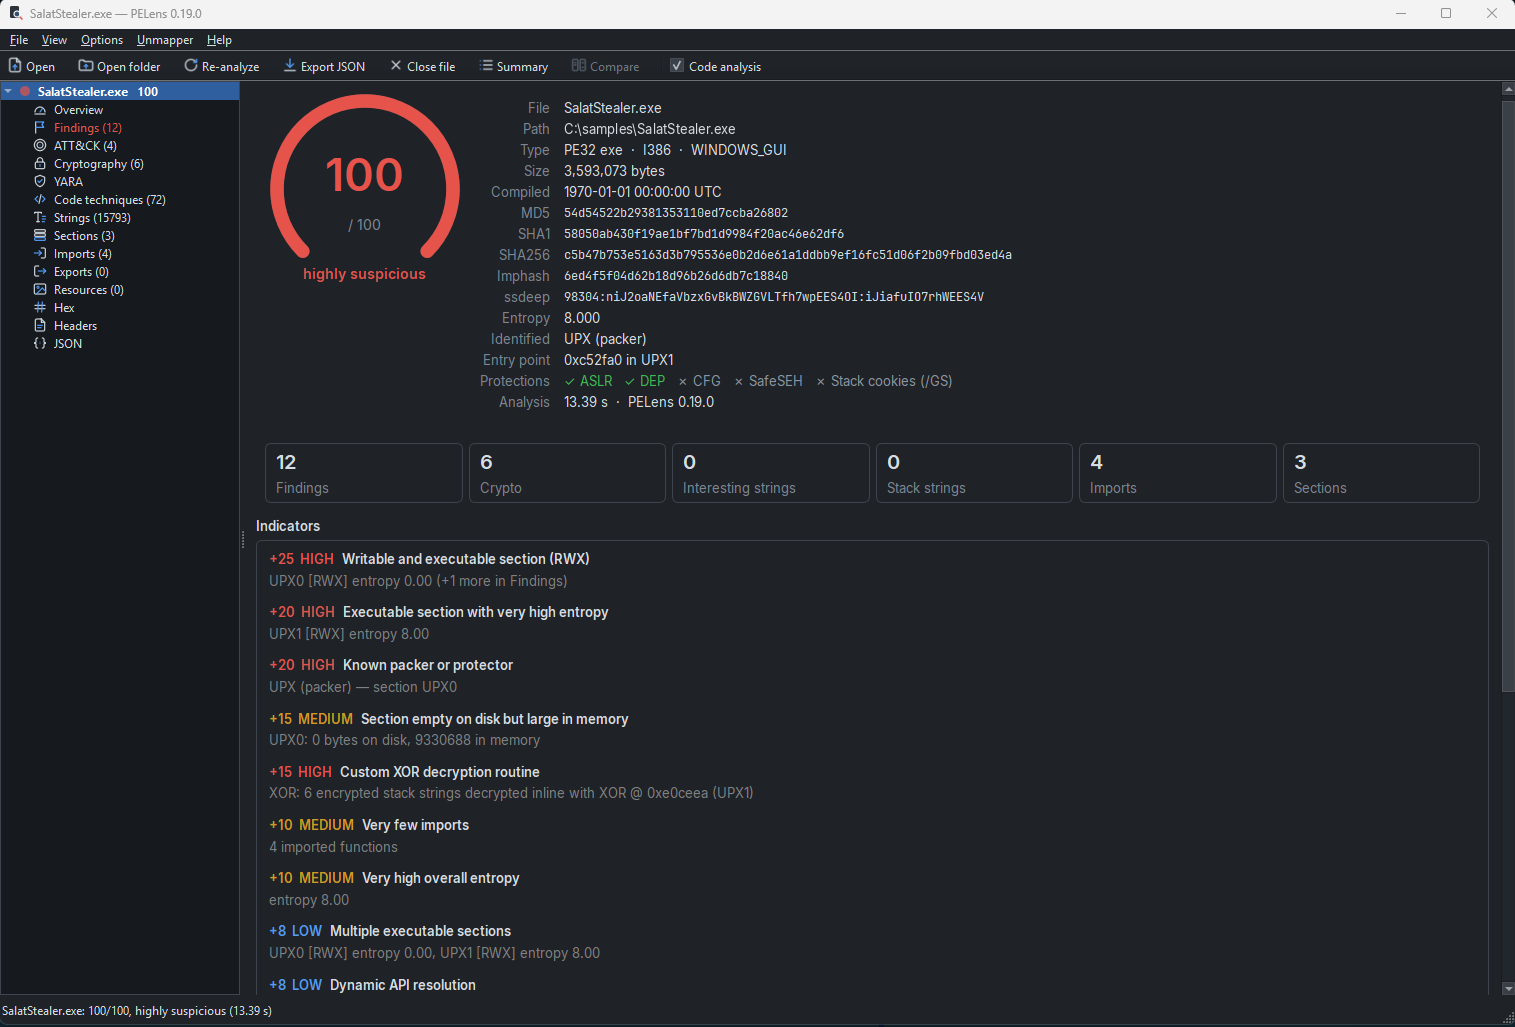 SalatStealer.exe — PELens 0.19.0
File View Options Unmapper Help
Open Open folder Re-analyze Export JSON Close file Summary Compare Code analysis
SalatStealer.exe 100
Overview
Findings (12)
ATT&CK (4)
Cryptography (6)
YARA
Code techniques (72)
Strings (15793)
Sections (3)
Imports (4)
Exports (0)
Resources (0)
Hex
Headers
JSON
100
/ 100
highly suspicious
File SalatStealer.exe
Path C:\samples\SalatStealer.exe
Type PE32 exe · I386 · WINDOWS_GUI
Size 3,593,073 bytes
Compiled 1970-01-01 00:00:00 UTC
MD5 54d54522b29381353110ed7ccba26802
SHA1 58050ab430f19ae1bf7bd1d9984f20ac46e62df6
SHA256 c5b47b753e5163d3b795536e0b2d6e61a1ddbb9ef16fc51d06f2b09fbd03ed4a
Imphash 6ed4f5f04d62b18d96b26d6db7c18840
ssdeep 98304:niJ2oaNEfaVbzxGvBkBWZGVLTfh7wpEES4OI:iJiafuIO7rhWEES4V
Entropy 8.000
Identified UPX (packer)
Entry point 0xc52fa0 in UPX1
Protections ✓ ASLR ✓ DEP × CFG × SafeSEH × Stack cookies (/GS)
Analysis 13.39 s · PELens 0.19.0
12 6 0 0 4 3
Findings Crypto Interesting strings Stack strings Imports Sections
Indicators
+25 HIGH Writable and executable section (RWX)
UPX0 [RWX] entropy 0.00 (+1 more in Findings)
+20 HIGH Executable section with very high entropy
UPX1 [RWX] entropy 8.00
+20 HIGH Known packer or protector
UPX (packer) — section UPX0
+15 MEDIUM Section empty on disk but large in memory
UPX0: 0 bytes on disk, 9330688 in memory
+15 HIGH Custom XOR decryption routine
XOR: 6 encrypted stack strings decrypted inline with XOR @ 0xe0ceea (UPX1)
+10 MEDIUM Very few imports
4 imported functions
+10 MEDIUM Very high overall entropy
entropy 8.00
+8 LOW Multiple executable sections
UPX0 [RWX] entropy 0.00, UPX1 [RWX] entropy 8.00
+8 LOW Dynamic API resolution
SalatStealer.exe: 100/100, highly suspicious (13.39 s)